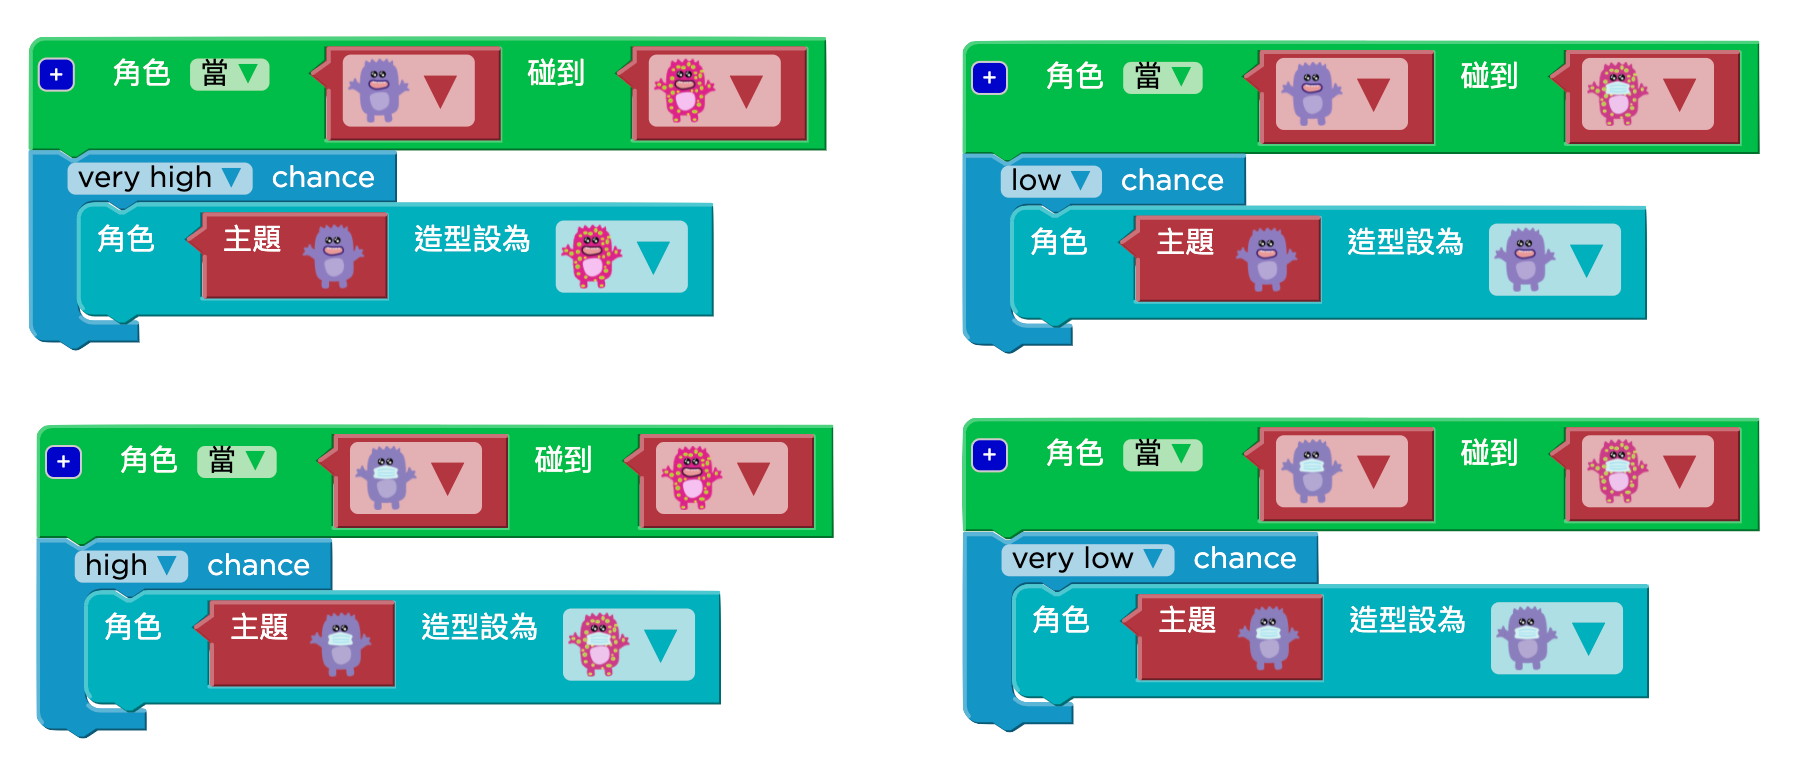 + 角色 當 ▼ ▼ 碰到 ▼
very high ▼ chance
角色 主題 造型設為 ▼
+ 角色 當 ▼ ▼ 碰到 ▼
low ▼ chance
角色 主題 造型設為 ▼
+ 角色 當 ▼ ▼ 碰到 ▼
high ▼ chance
角色 主題 造型設為 ▼
+ 角色 當 ▼ ▼ 碰到 ▼
very low ▼ chance
角色 主題 造型設為 ▼